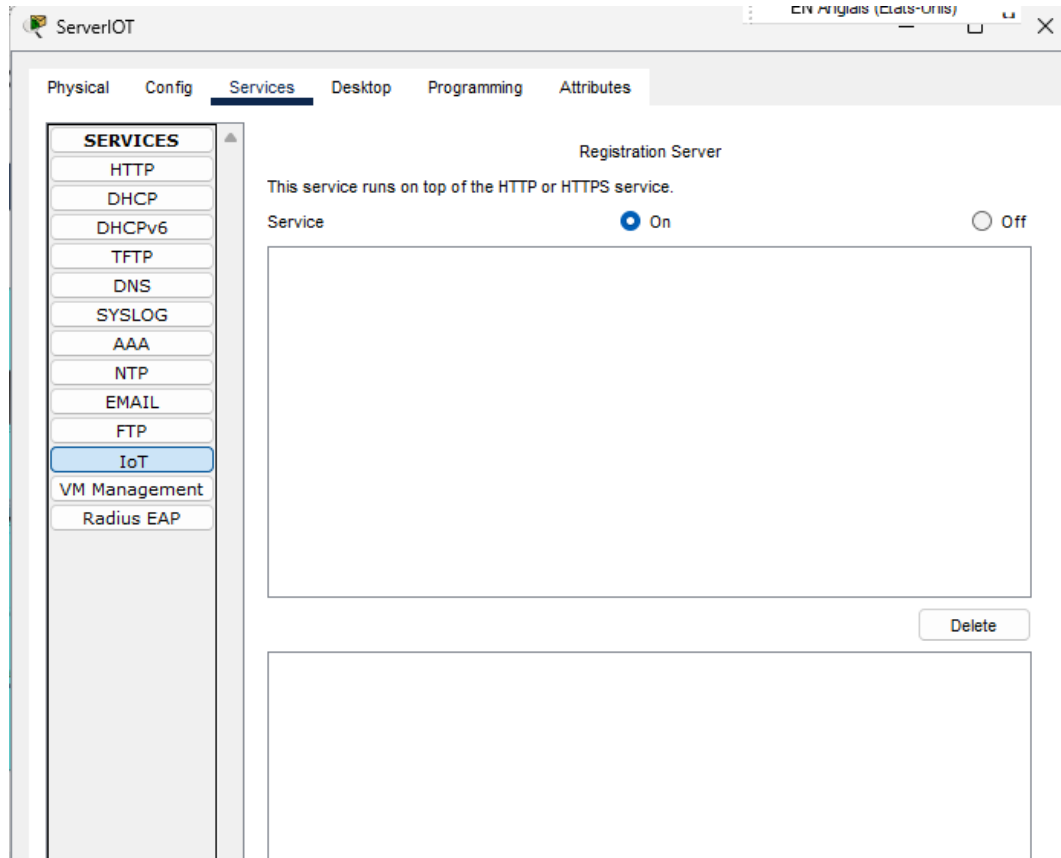 EN Anglais (États-Unis)
ServerIOT
Physical Config Services Desktop Programming Attributes
SERVICES
HTTP
DHCP
DHCPv6
TFTP
DNS
SYSLOG
AAA
NTP
EMAIL
FTP
IoT
VM Management
Radius EAP
Registration Server
This service runs on top of the HTTP or HTTPS service.
Service On Off
Delete